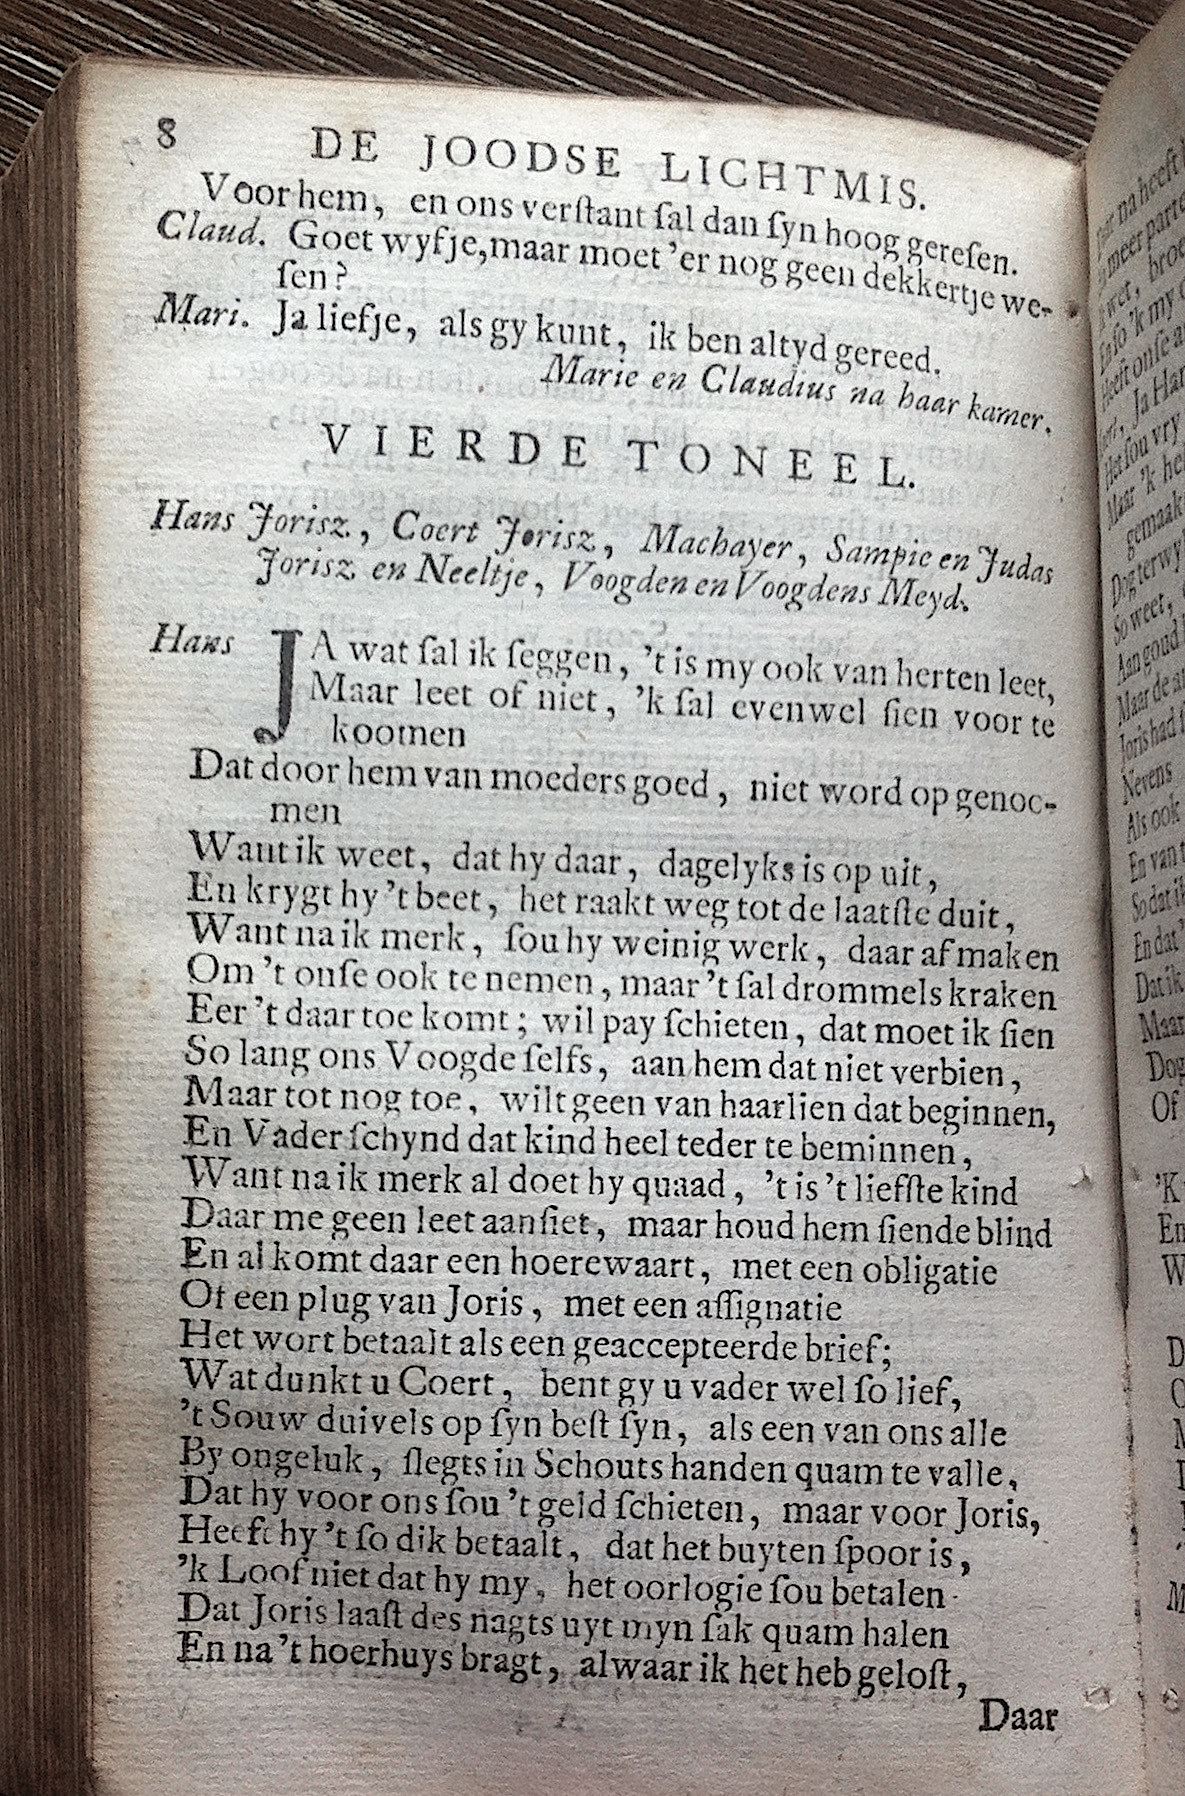 8 DE JOODSE LICHTMIS.
Voor hem, en ons verſtant ſal dan ſyn hoog gereſen.
Claud. Goet wyfje, maar moet 'er nog geen dekkertje we-
ſen?
Mari. Ja liefje, als gy kunt, ik ben altyd gereed.
Marie en Claudius na haar kamer.
VIERDE TONEEL.
Hans Jorisz, Coert Jorisz, Machayer, Sampie en Judas
Jorisz en Neeltje, Voogden en Voogdens Meyd.
Hans JA wat ſal ik ſeggen, 't is my ook van herten leet,
Maar leet of niet, 'k ſal evenwel ſien voor te
koomen
Dat door hem van moeders goed, niet word op genoo-
men
Want ik weet, dat hy daar, dagelyks is op uit,
En krygt hy 't beet, het raakt weg tot de laatſte duit,
Want na ik merk, ſou hy weinig werk, daar af maken
Om 't onſe ook te nemen, maar 't ſal drommels kraken
Eer 't daar toe komt; wil pay ſchieten, dat moet ik ſien
So lang ons Voogde ſelfs, aan hem dat niet verbien,
Maar tot nog toe, wilt geen van haarlien dat beginnen,
En Vader ſchynd dat kind heel teder te beminnen,
Want na ik merk al doet hy quaad, 't is 't liefſte kind
Daar me geen leet aan ſiet, maar houd hem ſiende blind
En al komt daar een hoerewaart, met een obligatie
Of een plug van Joris, met een aſſignatie
Het wort betaalt als een geaccepteerde brief;
Wat dunkt u Coert, bent gy u vader wel ſo lief,
't Souw duivels op ſyn beſt ſyn, als een van ons alle
By ongeluk, ſlegts in Schouts handen quam te valle,
Dat hy voor ons ſou 't geld ſchieten, maar voor Joris,
Heeft hy 't ſo dik betaalt, dat het buyten ſpoor is,
'k Loof niet dat hy my, het oorlogie ſou betalen
Dat Joris laaſt des nagts uyt myn ſak quam halen
En na 't hoerhuys bragt, alwaar ik het heb geloſt,
Daar